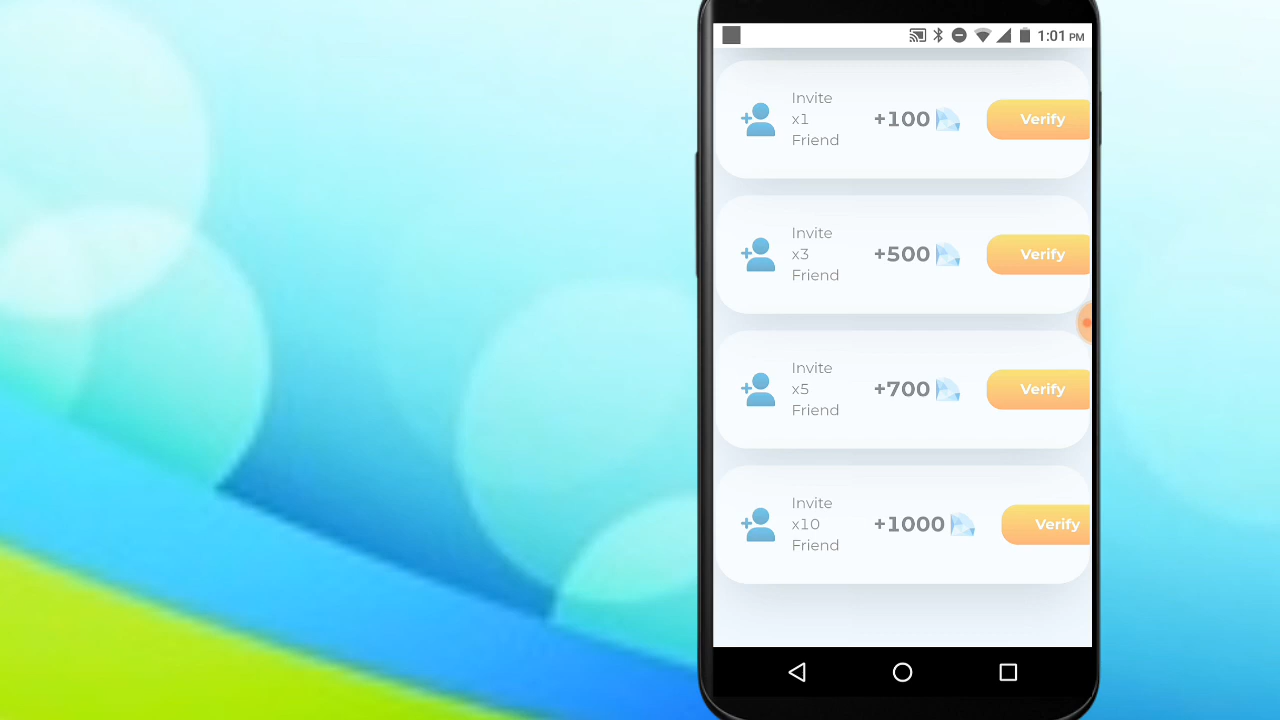 1:01 PM
Invite
x1
Friend
+100
Verify
Invite
x3
Friend
+500
Verify
Invite
x5
Friend
+700
Verify
Invite
x10
Friend
+1000
Verify